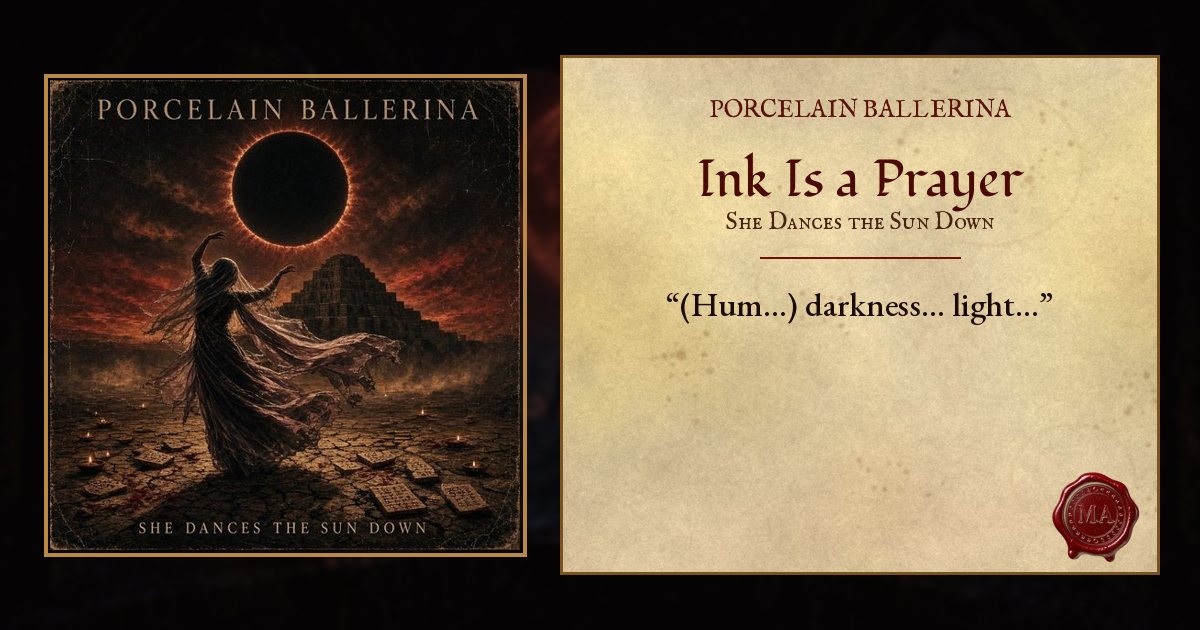 PORCELAIN BALLERINA
SHE DANCES THE SUN DOWN
PORCELAIN BALLERINA
Ink Is a Prayer
She Dances the Sun Down
“(Hum...) darkness... light...”
MA